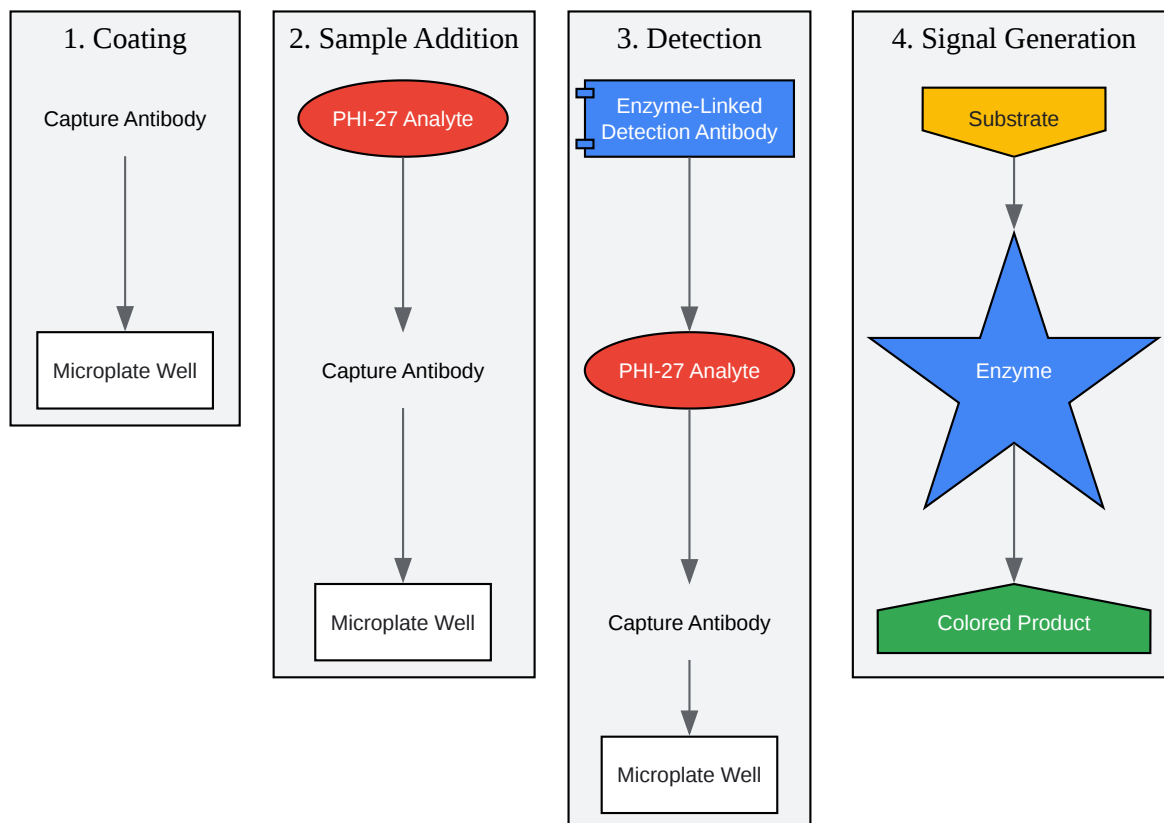 1. Coating
Capture Antibody
Microplate Well
2. Sample Addition
PHI-27 Analyte
Capture Antibody
Microplate Well
3. Detection
Enzyme-Linked
Detection Antibody
PHI-27 Analyte
Capture Antibody
Microplate Well
4. Signal Generation
Substrate
Enzyme
Colored Product